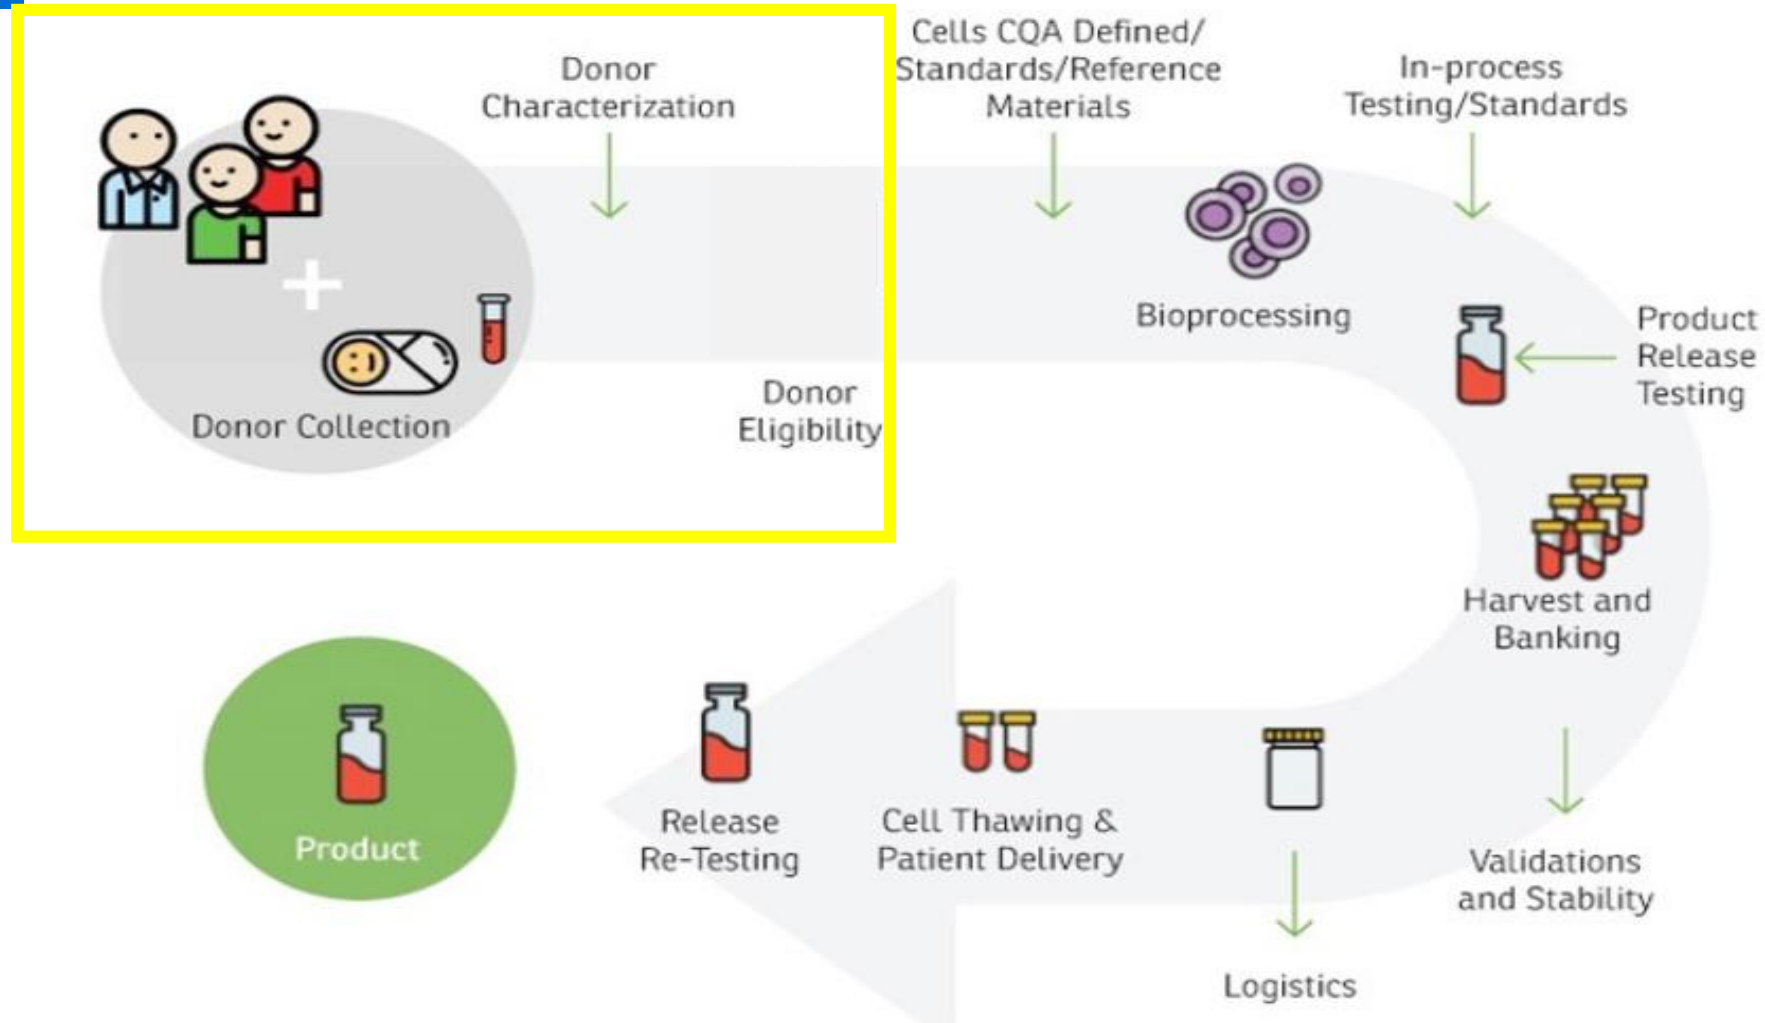 Donor
Characterization
Cells CQA Defined/
Standards/Reference
Materials
In-process
Testing/Standards
Donor Collection
Donor
Eligibility
Bioprocessing
Product
Release
Testing
Harvest and
Banking
Validations
and Stability
Logistics
Cell Thawing &
Patient Delivery
Release
Re-Testing
Product